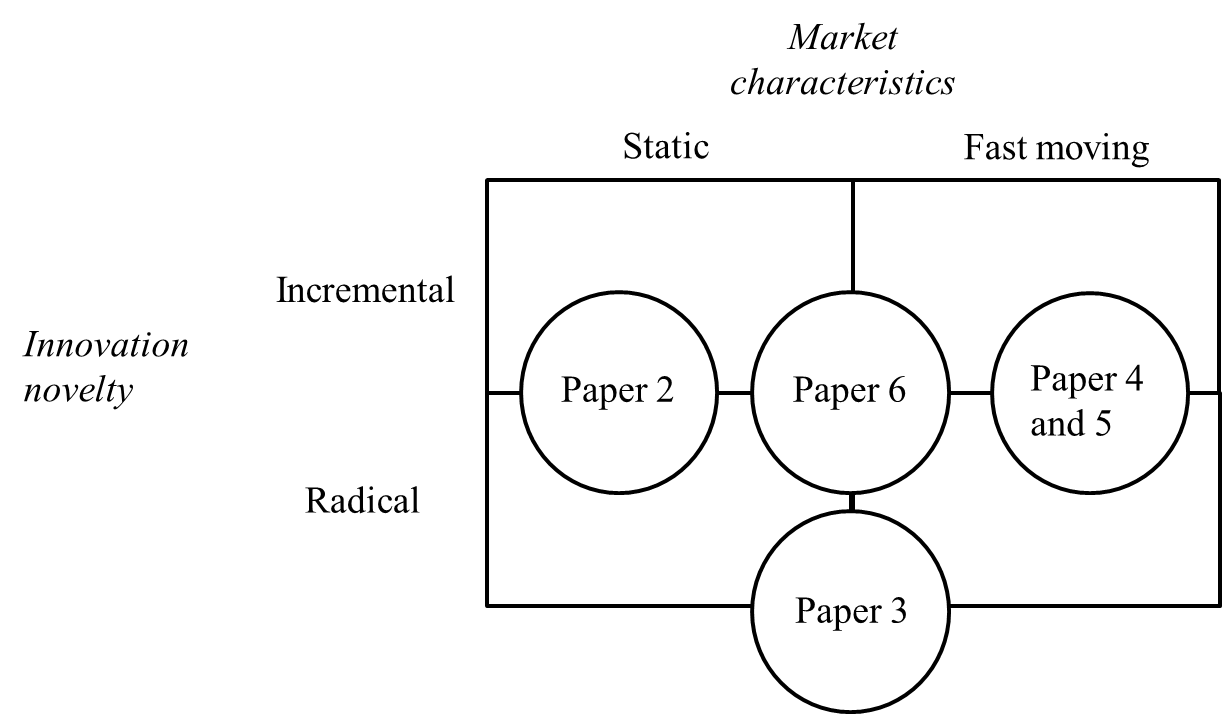 Market
characteristics
Static
Fast moving
Incremental
Innovation
novelty
Paper 2
Paper 6
Paper 4
and 5
Radical
Paper 3